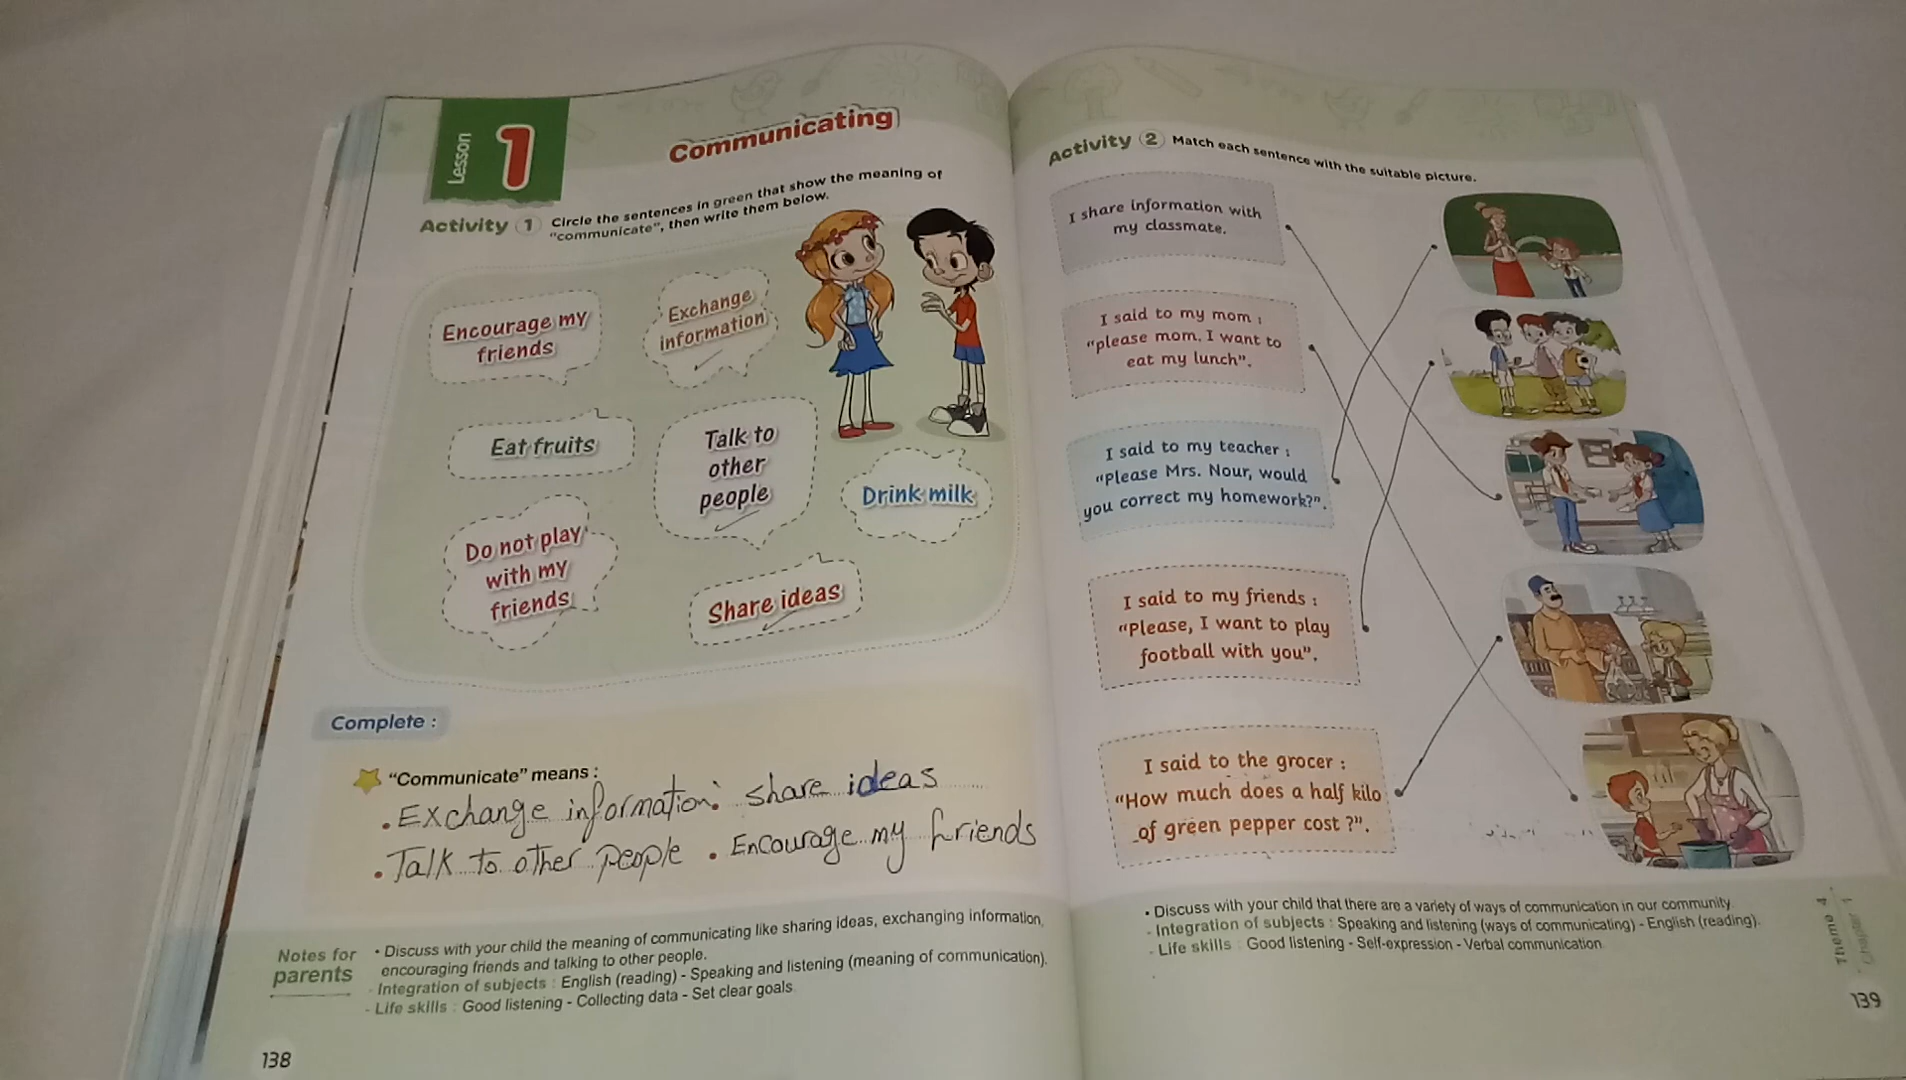 Lesson
1
Communicating
Activity 1 Circle the sentences in green that show the meaning of
"communicate", then write them below.
Encourage my
friends
Exchange
information
Eat fruits
Talk to
other
people
Drink milk
Do not play
with my
friends
Share ideas
Complete :
"Communicate" means :
. Exchange information . share ideas
. Talk to other people . Encourage my friends
Notes for
parents
• Discuss with your child the meaning of communicating like sharing ideas, exchanging information,
encouraging friends and talking to other people.
- Integration of subjects : English (reading) - Speaking and listening (meaning of communication).
- Life skills : Good listening - Collecting data - Set clear goals
138
Activity 2 Match each sentence with the suitable picture.
I share information with
my classmate.
I said to my mom :
"please mom. I want to
eat my lunch".
I said to my teacher :
"Please Mrs. Nour, would
you correct my homework?".
I said to my friends :
"Please, I want to play
football with you".
I said to the grocer :
"How much does a half kilo
of green pepper cost ?".
• Discuss with your child that there are a variety of ways of communication in our community.
- Integration of subjects : Speaking and listening (ways of communicating) - English (reading).
- Life skills : Good listening - Self-expression - Verbal communication.
Theme 4
Chapter 1
139